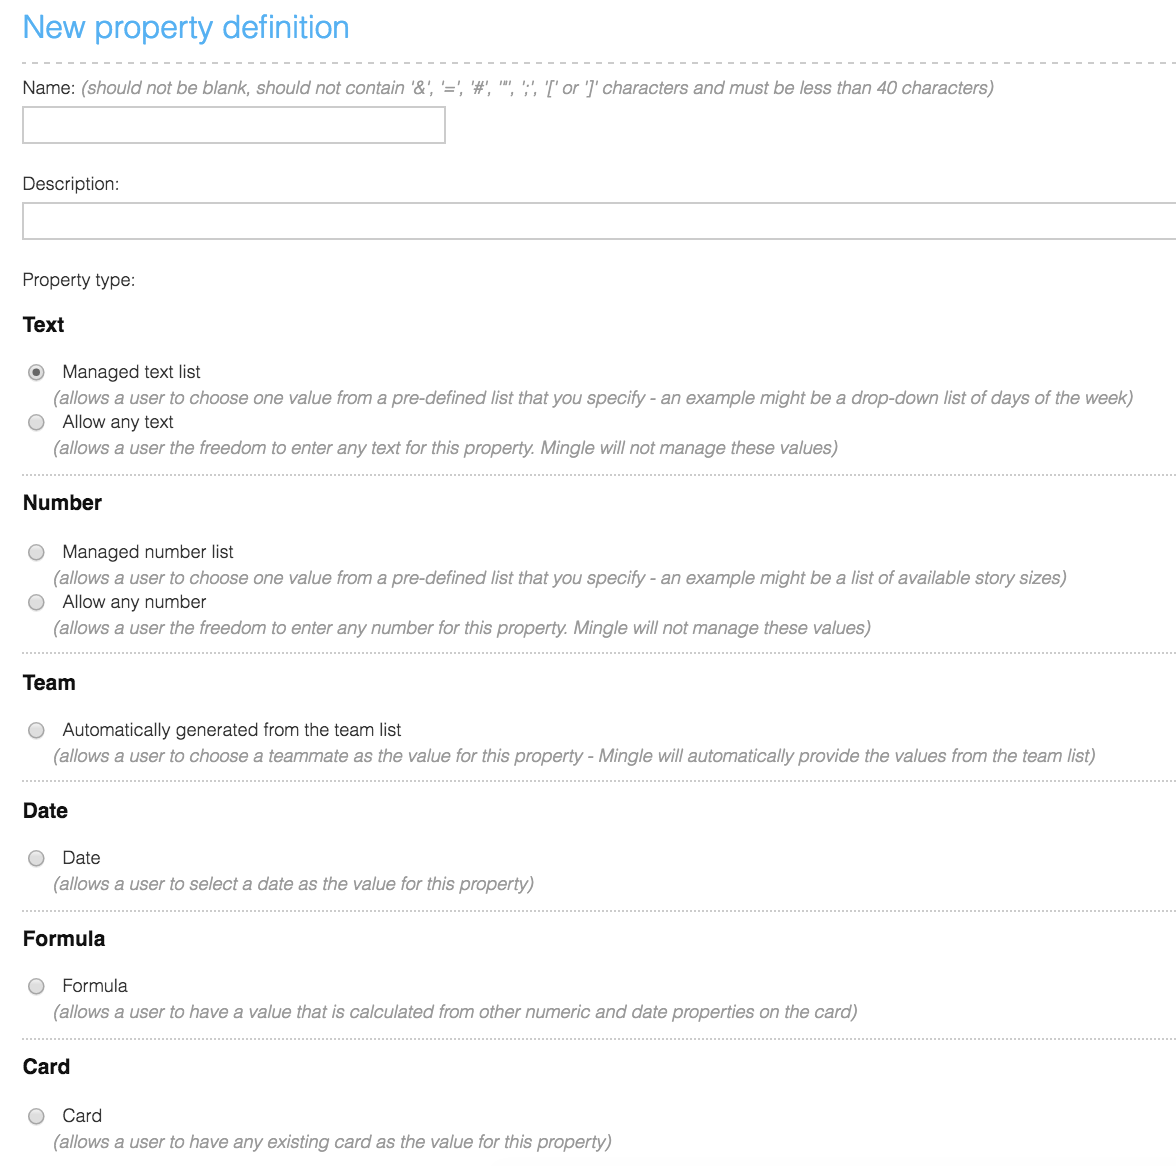 New property definition
Name: (should not be blank, should not contain '&', '=', '#', '"', ';', '[' or ']' characters and must be less than 40 characters)
Description:
Property type:
Text
Managed text list
(allows a user to choose one value from a pre-defined list that you specify - an example might be a drop-down list of days of the week)
Allow any text
(allows a user the freedom to enter any text for this property. Mingle will not manage these values)
Number
Managed number list
(allows a user to choose one value from a pre-defined list that you specify - an example might be a list of available story sizes)
Allow any number
(allows a user the freedom to enter any number for this property. Mingle will not manage these values)
Team
Automatically generated from the team list
(allows a user to choose a teammate as the value for this property - Mingle will automatically provide the values from the team list)
Date
Date
(allows a user to select a date as the value for this property)
Formula
Formula
(allows a user to have a value that is calculated from other numeric and date properties on the card)
Card
Card
(allows a user to have any existing card as the value for this property)